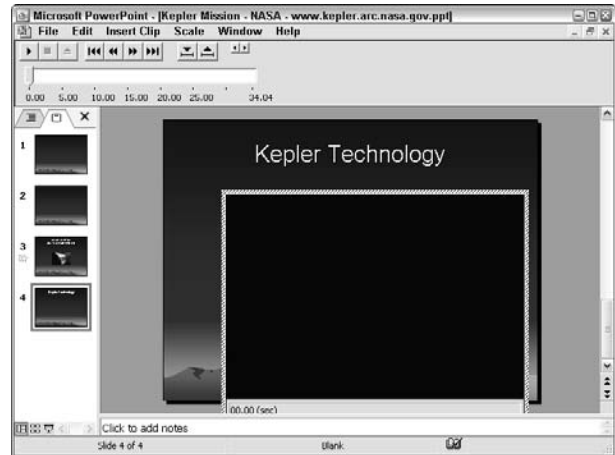 Microsoft PowerPoint - [Kepler Mission - NASA - www.kepler.arc.nasa.gov.ppt]
File Edit Insert Clip Scale Window Help
0.00 5.00 10.00 15.00 20.00 25.00 34.04
1
2
3
4
Kepler Technology
00.00 (sec)
Click to add notes
Slide 4 of 4 Blank